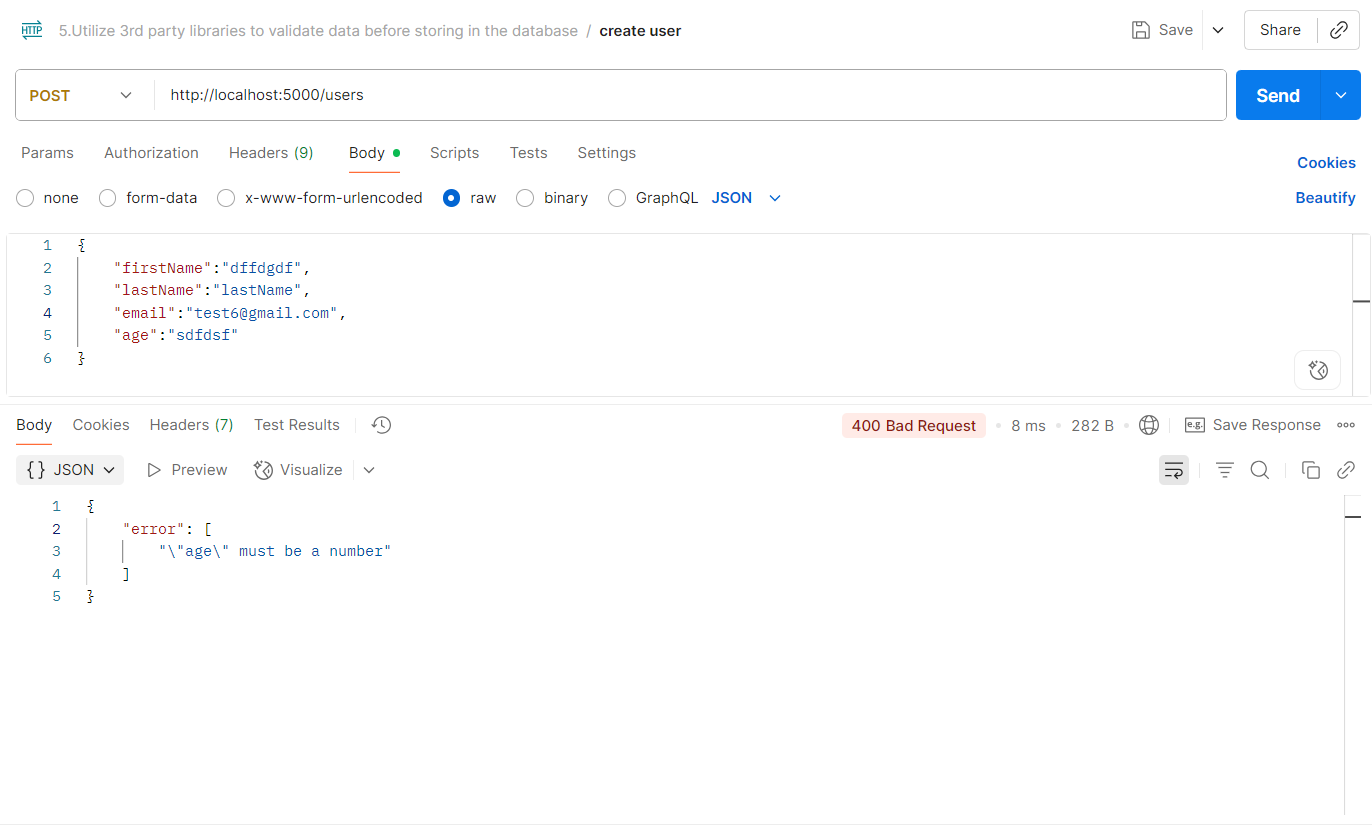 HTTP 5.Utilize 3rd party libraries to validate data before storing in the database / create user Save Share
POST http://localhost:5000/users Send
Params Authorization Headers (9) Body Scripts Tests Settings Cookies
none form-data x-www-form-urlencoded raw binary GraphQL JSON Beautify
1 {
2 "firstName":"dffdgdf",
3 "lastName":"lastName",
4 "email":"test6@gmail.com",
5 "age":"sdfdsf"
6 }
Body Cookies Headers (7) Test Results 400 Bad Request 8 ms 282 B e.g. Save Response
{} JSON Preview Visualize
1 {
2 "error": [
3 "\"age\" must be a number"
4 ]
5 }